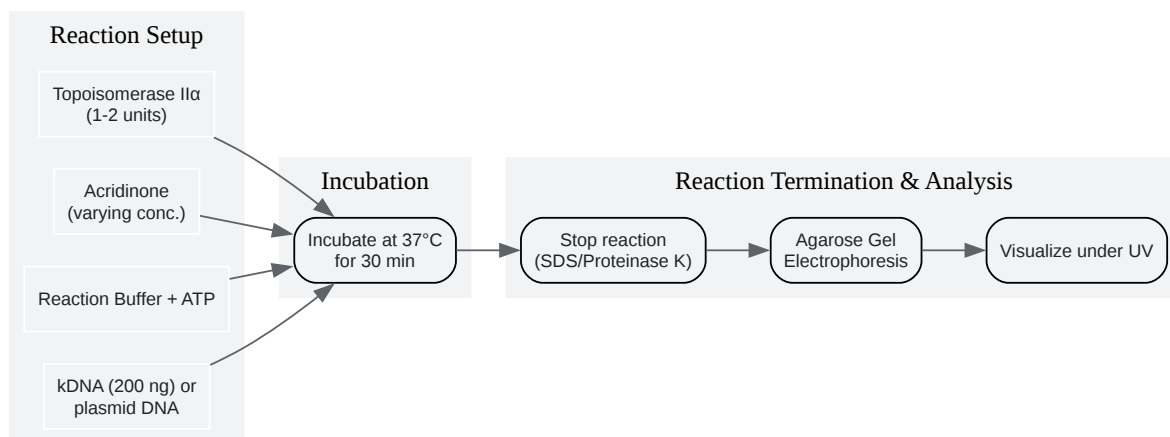 Reaction Setup
Topoisomerase IIα
(1-2 units)
Acridinone
(varying conc.)
Reaction Buffer + ATP
kDNA (200 ng) or
plasmid DNA
Incubation
Incubate at 37°C
for 30 min
Reaction Termination & Analysis
Stop reaction
(SDS/Proteinase K)
Agarose Gel
Electrophoresis
Visualize under UV